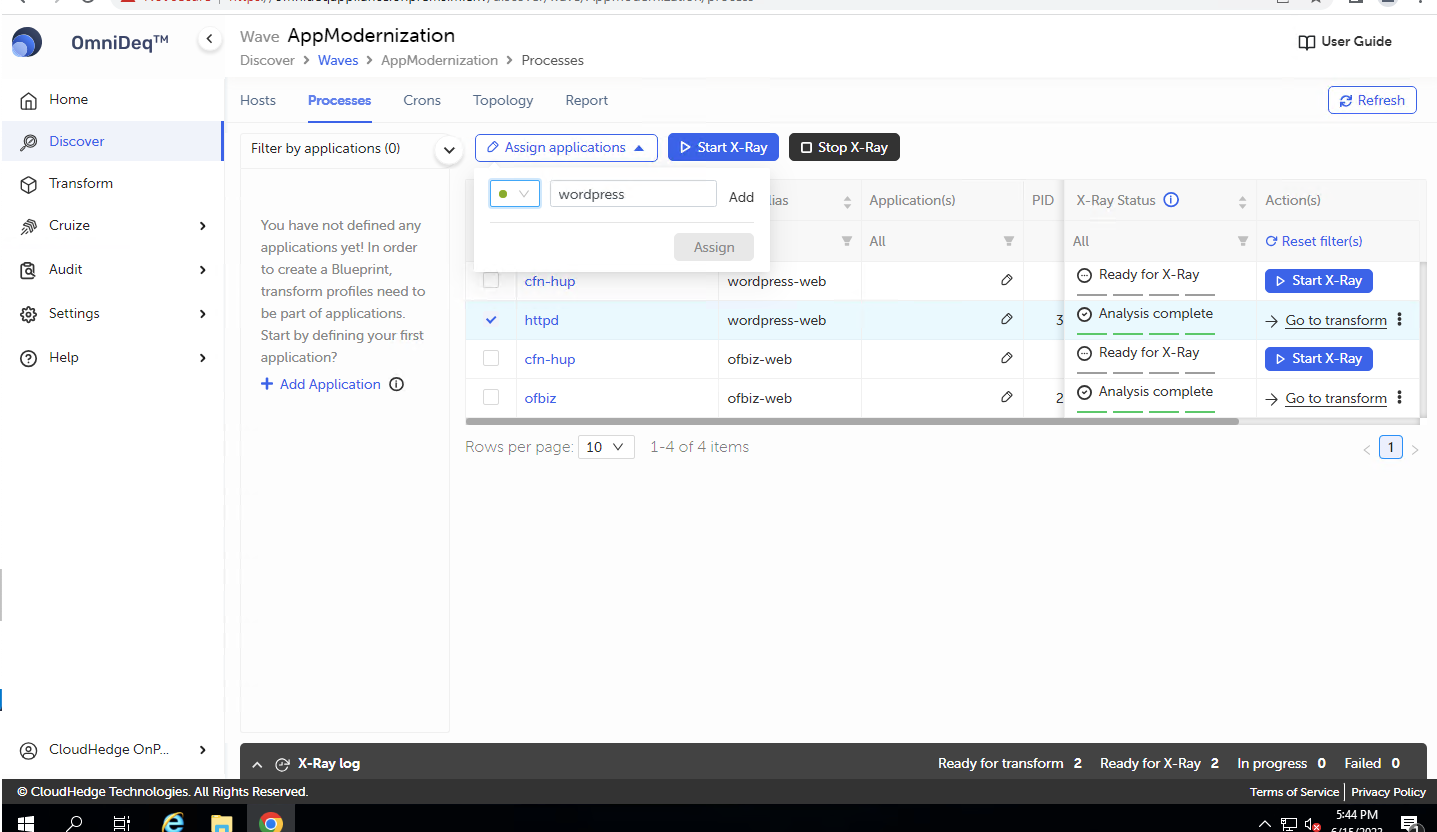 OmniDeq™
Wave AppModernization
User Guide
Discover > Waves > AppModernization > Processes
Home
Discover
Transform
Cruize
Audit
Settings
Help
CloudHedge OnP...
Hosts Processes Crons Topology Report
Refresh
Filter by applications (0)
You have not defined any
applications yet! In order
to create a Blueprint,
transform profiles need to
be part of applications.
Start by defining your first
application?
+ Add Application
Assign applications Start X-Ray Stop X-Ray
wordpress Add
Assign
Application(s) PID X-Ray Status Action(s)
All All Reset filter(s)
cfn-hup wordpress-web Ready for X-Ray Start X-Ray
httpd wordpress-web 3 Analysis complete Go to transform
cfn-hup ofbiz-web Ready for X-Ray Start X-Ray
ofbiz ofbiz-web 2 Analysis complete Go to transform
Rows per page: 10 1-4 of 4 items
< 1 >
X-Ray log Ready for transform 2 Ready for X-Ray 2 In progress 0 Failed 0
© CloudHedge Technologies. All Rights Reserved. Terms of Service | Privacy Policy
5:44 PM